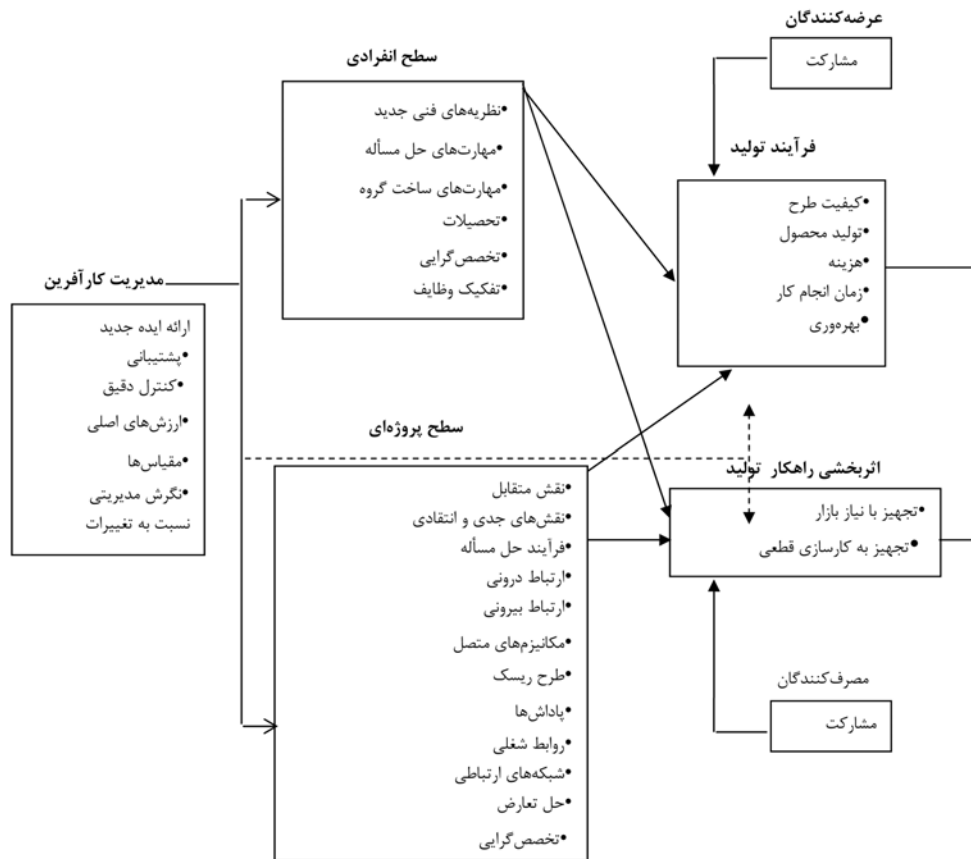 عرضه‌کنندگان
مشارکت
سطح انفرادی
•نظریه‌های فنی جدید
•مهارت‌های حل مسأله
•مهارت‌های ساخت گروه
•تحصیلات
•تخصص‌گرایی
•تفکیک وظایف
فرآیند تولید
•کیفیت طرح
•تولید محصول
•هزینه
•زمان انجام کار
•بهره‌وری
مدیریت کارآفرین
ارائه ایده جدید
•پشتیبانی
•کنترل دقیق
•ارزش‌های اصلی
•مقیاس‌ها
•نگرش مدیریتی
نسبت به تغییرات
سطح پروژه‌ای
•نقش متقابل
•نقش‌های جدی و انتقادی
•فرآیند حل مسأله
•ارتباط درونی
•ارتباط بیرونی
•مکانیزم‌های متصل
•طرح ریسک
•پاداش‌ها
•روابط شغلی
•شبکه‌های ارتباطی
•حل تعارض
•تخصص‌گرایی
اثربخشی راهکار تولید
•تجهیز با نیاز بازار
•تجهیز به کارسازی قطعی
مصرف‌کنندگان
مشارکت